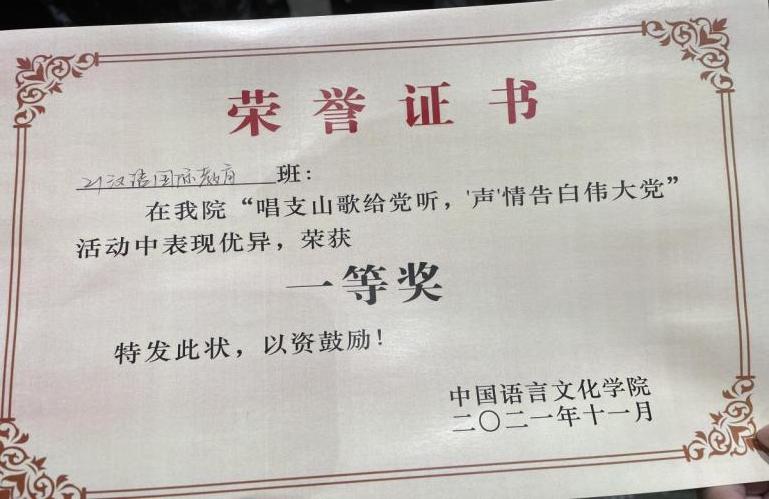 荣誉证书
21汉语国际教育 班：
在我院“唱支山歌给党听，'声'情告白伟大党”
活动中表现优异，荣获
一等奖
特发此状，以资鼓励！
中国语言文化学院
二〇二一年十一月